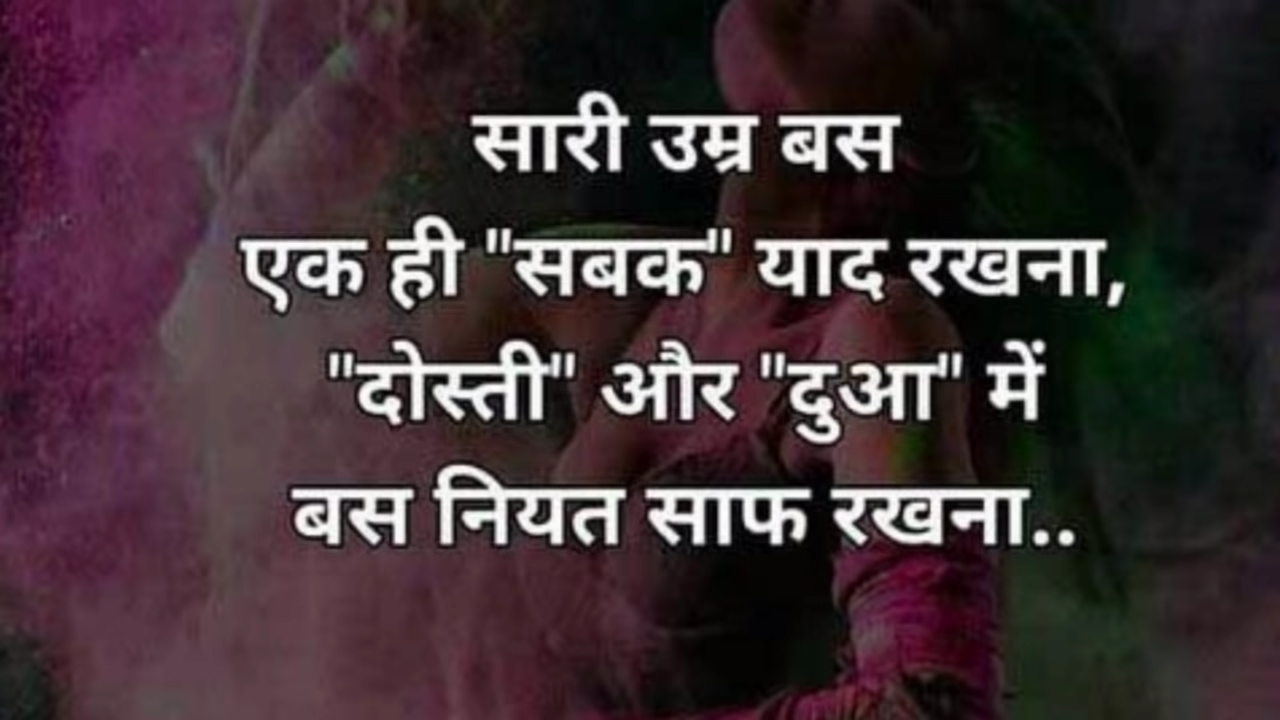 सारी उम्र बस
एक ही "सबक" याद रखना,
"दोस्ती" और "दुआ" में
बस नियत साफ रखना..